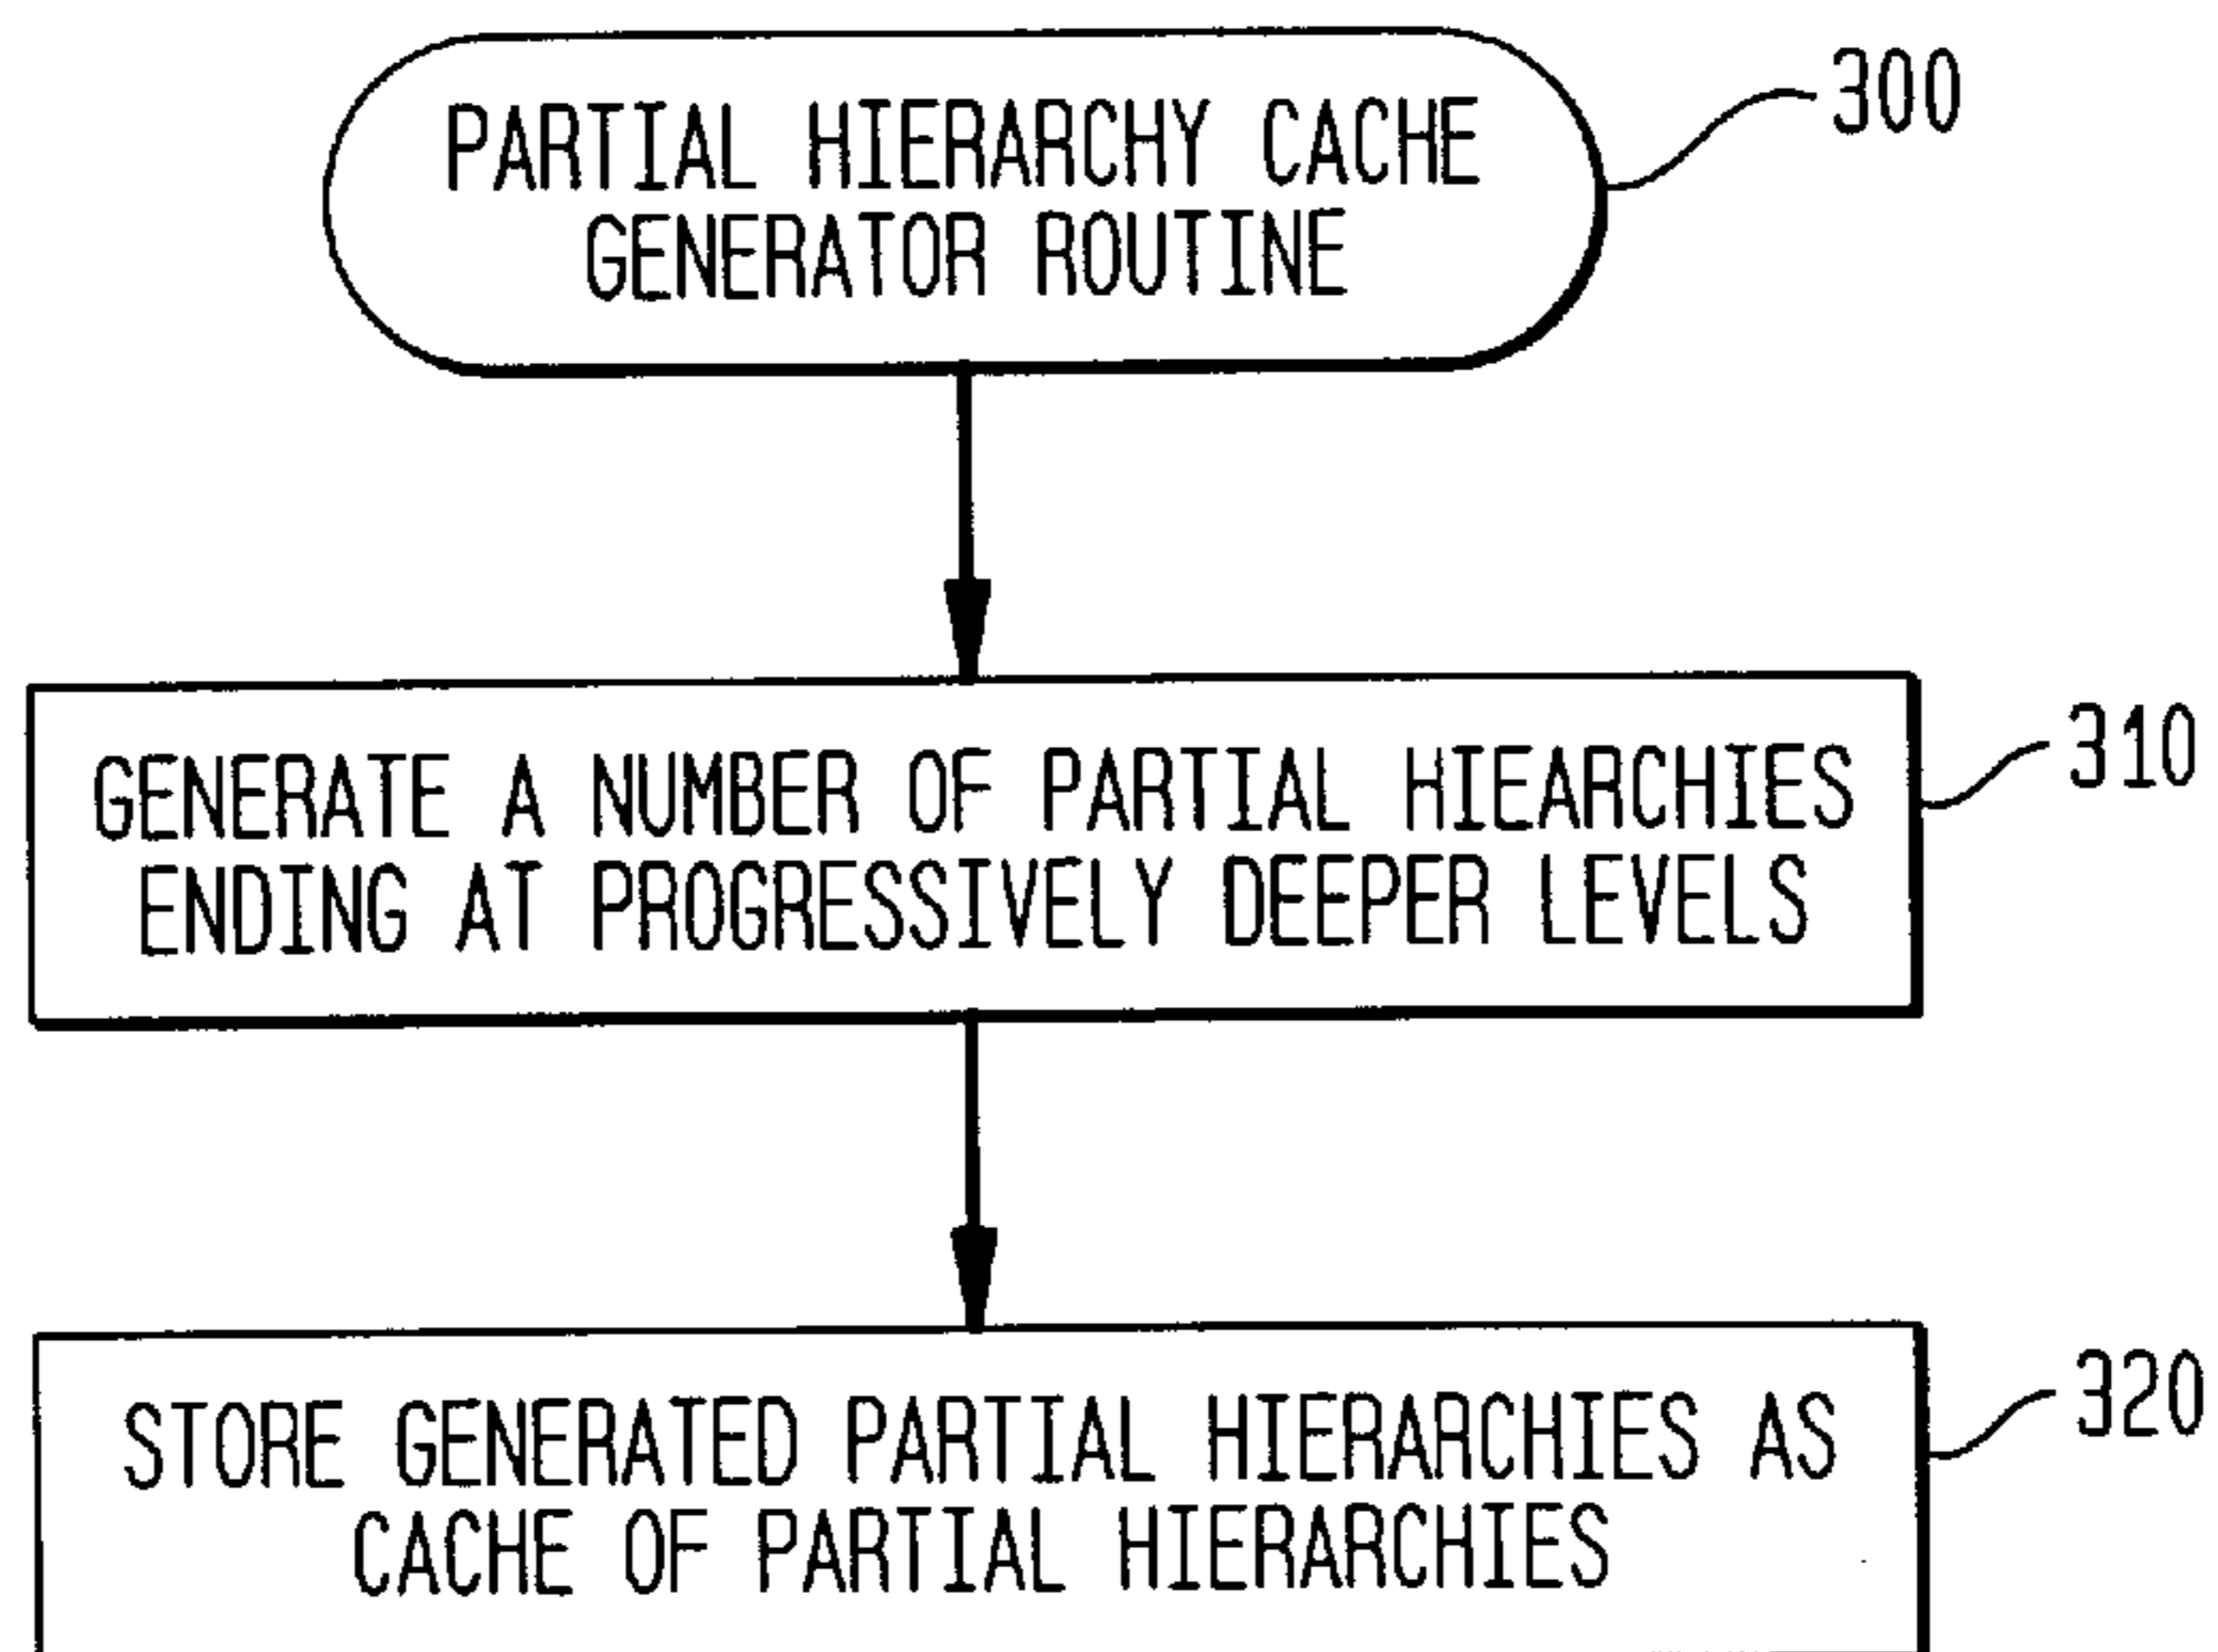 PARTIAL HIERARCHY CACHE
GENERATOR ROUTINE
300
GENERATE A NUMBER OF PARTIAL HIEARCHIES
ENDING AT PROGRESSIVELY DEEPER LEVELS
310
STORE GENERATED PARTIAL HIERARCHIES AS
CACHE OF PARTIAL HIERARCHIES
320